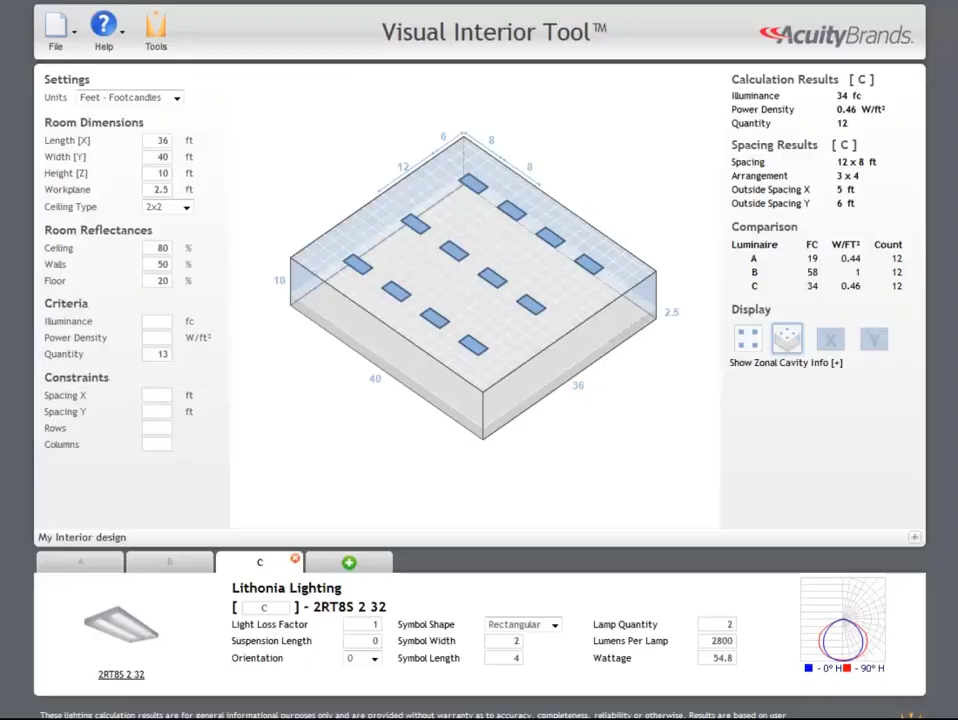 File
Help
Tools
Visual Interior Tool™
AcuityBrands.
Settings
Units Feet - Footcandles
Room Dimensions
Length [X] 36 ft
Width [Y] 40 ft
Height [Z] 10 ft
Workplane 2.5 ft
Ceiling Type 2x2
Room Reflectances
Ceiling 80 %
Walls 50 %
Floor 20 %
Criteria
Illuminance fc
Power Density W/ft²
Quantity 13
Constraints
Spacing X ft
Spacing Y ft
Rows
Columns
6
8
12
8
10
2.5
40
36
Calculation Results [ C ]
Illuminance 34 fc
Power Density 0.46 W/ft²
Quantity 12
Spacing Results [ C ]
Spacing 12 x 8 ft
Arrangement 3 x 4
Outside Spacing X 5 ft
Outside Spacing Y 6 ft
Comparison
Luminaire FC W/FT² Count
A 19 0.44 12
B 58 1 12
C 34 0.46 12
Display
X Y
Show Zonal Cavity Info [+]
My Interior design
A B C
Lithonia Lighting
[ C ] - 2RT8S 2 32
Light Loss Factor 1 Symbol Shape Rectangular Lamp Quantity 2
Suspension Length 0 Symbol Width 2 Lumens Per Lamp 2800
Orientation 0 Symbol Length 4 Wattage 54.8
2RT8S 2 32
- 0° H - 90° H
These lighting calculation results are for general informational purposes only and are provided without warranty as to accuracy, completeness, reliability or otherwise. Results are based on user